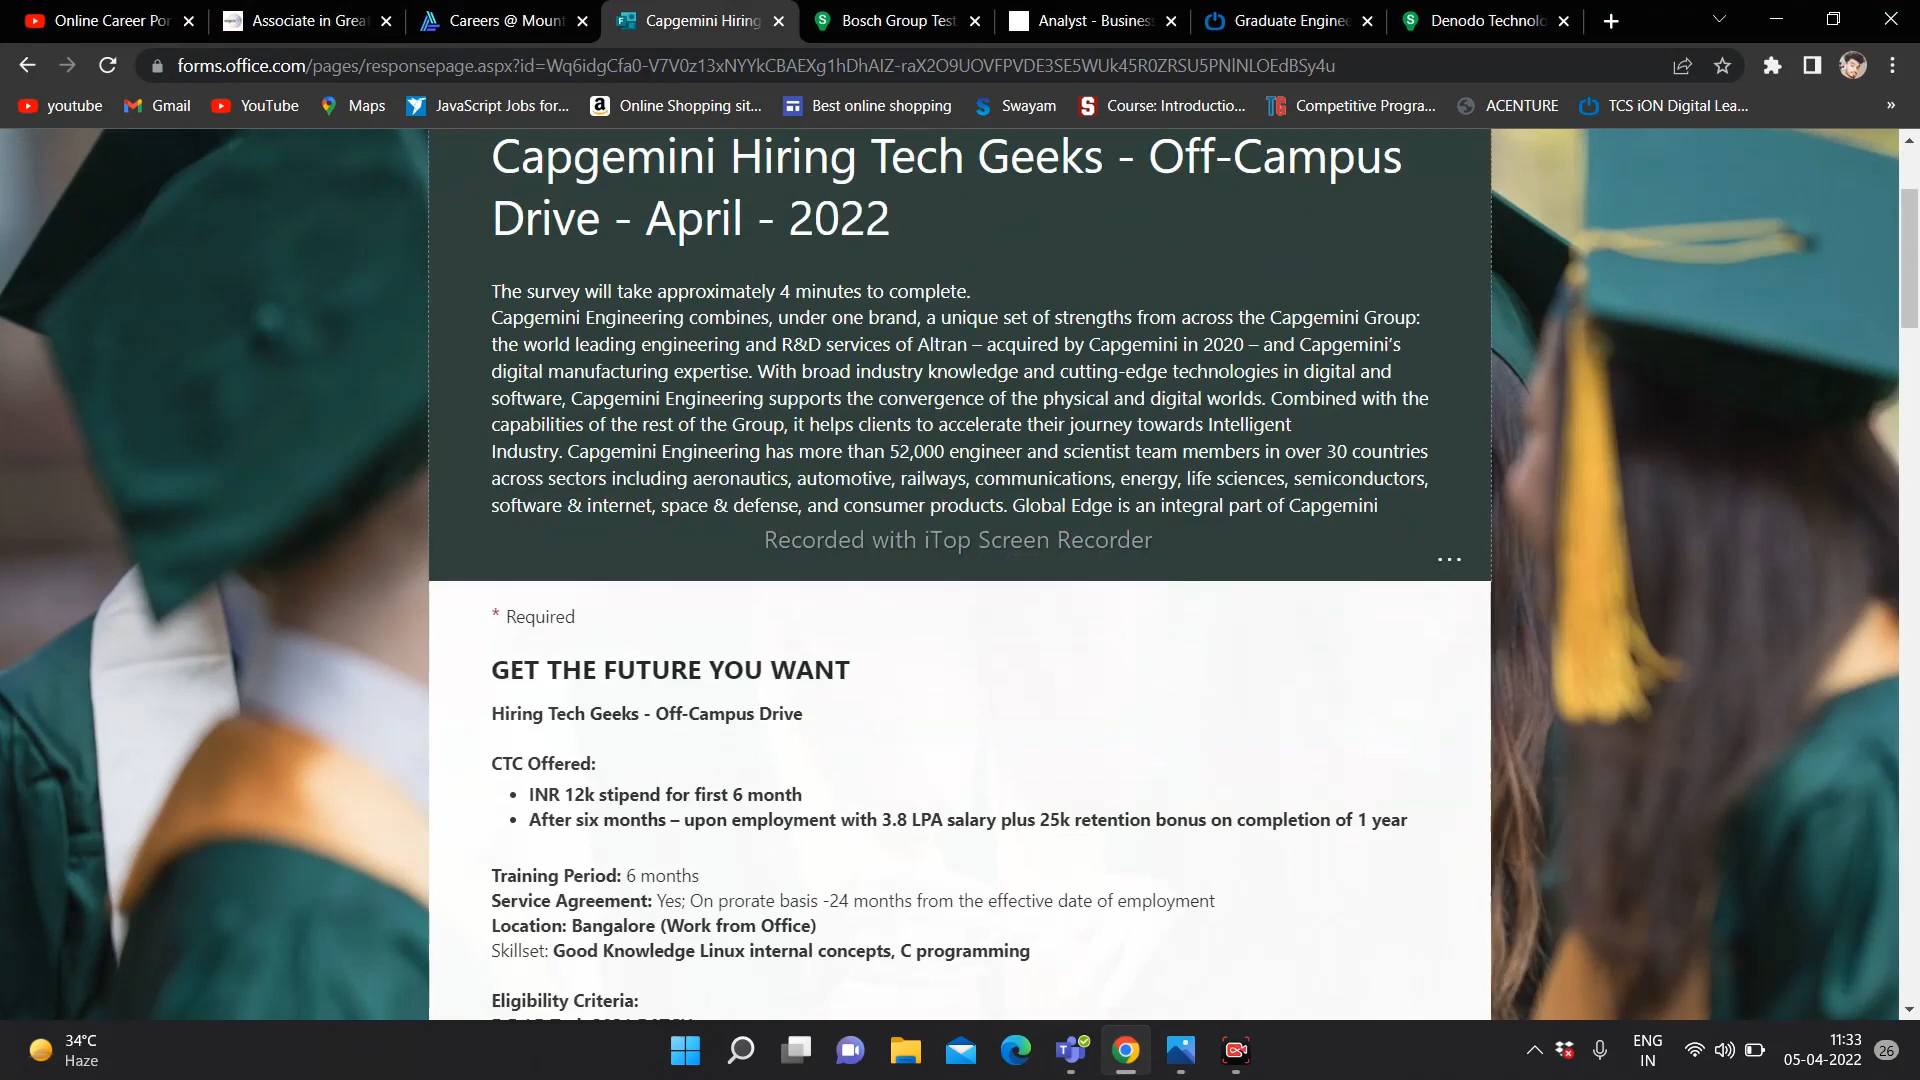 Online Career Por
Associate in Grea
Careers @ Mount
Capgemini Hiring
Bosch Group Test
Analyst - Busines
Graduate Enginee
Denodo Technolo
forms.office.com/pages/responsepage.aspx?id=Wq6idgCfa0-V7V0z13xNYYkCBAEXg1hDhAIZ-raX2O9UOVFPVDE3SE5WUk45R0ZRSU5PNlNLOEdBSy4u
youtube
Gmail
YouTube
Maps
JavaScript Jobs for...
Online Shopping sit...
Best online shopping
Swayam
Course: Introductio...
Competitive Progra...
ACENTURE
TCS iON Digital Lea...
»
Capgemini Hiring Tech Geeks - Off-Campus
Drive - April - 2022
The survey will take approximately 4 minutes to complete.
Capgemini Engineering combines, under one brand, a unique set of strengths from across the Capgemini Group:
the world leading engineering and R&D services of Altran – acquired by Capgemini in 2020 – and Capgemini’s
digital manufacturing expertise. With broad industry knowledge and cutting-edge technologies in digital and
software, Capgemini Engineering supports the convergence of the physical and digital worlds. Combined with the
capabilities of the rest of the Group, it helps clients to accelerate their journey towards Intelligent
Industry. Capgemini Engineering has more than 52,000 engineer and scientist team members in over 30 countries
across sectors including aeronautics, automotive, railways, communications, energy, life sciences, semiconductors,
software & internet, space & defense, and consumer products. Global Edge is an integral part of Capgemini
Recorded with iTop Screen Recorder
...
* Required
GET THE FUTURE YOU WANT
Hiring Tech Geeks - Off-Campus Drive
CTC Offered:
• INR 12k stipend for first 6 month
• After six months – upon employment with 3.8 LPA salary plus 25k retention bonus on completion of 1 year
Training Period: 6 months
Service Agreement: Yes; On prorate basis -24 months from the effective date of employment
Location: Bangalore (Work from Office)
Skillset: Good Knowledge Linux internal concepts, C programming
Eligibility Criteria:
34°C
Haze
ENG
IN
11:33
05-04-2022
26